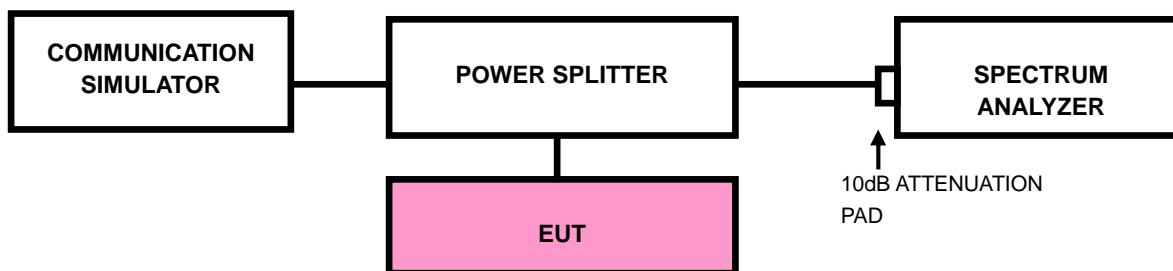 COMMUNICATION
SIMULATOR
POWER SPLITTER
SPECTRUM
ANALYZER
10dB ATTENUATION
PAD
EUT